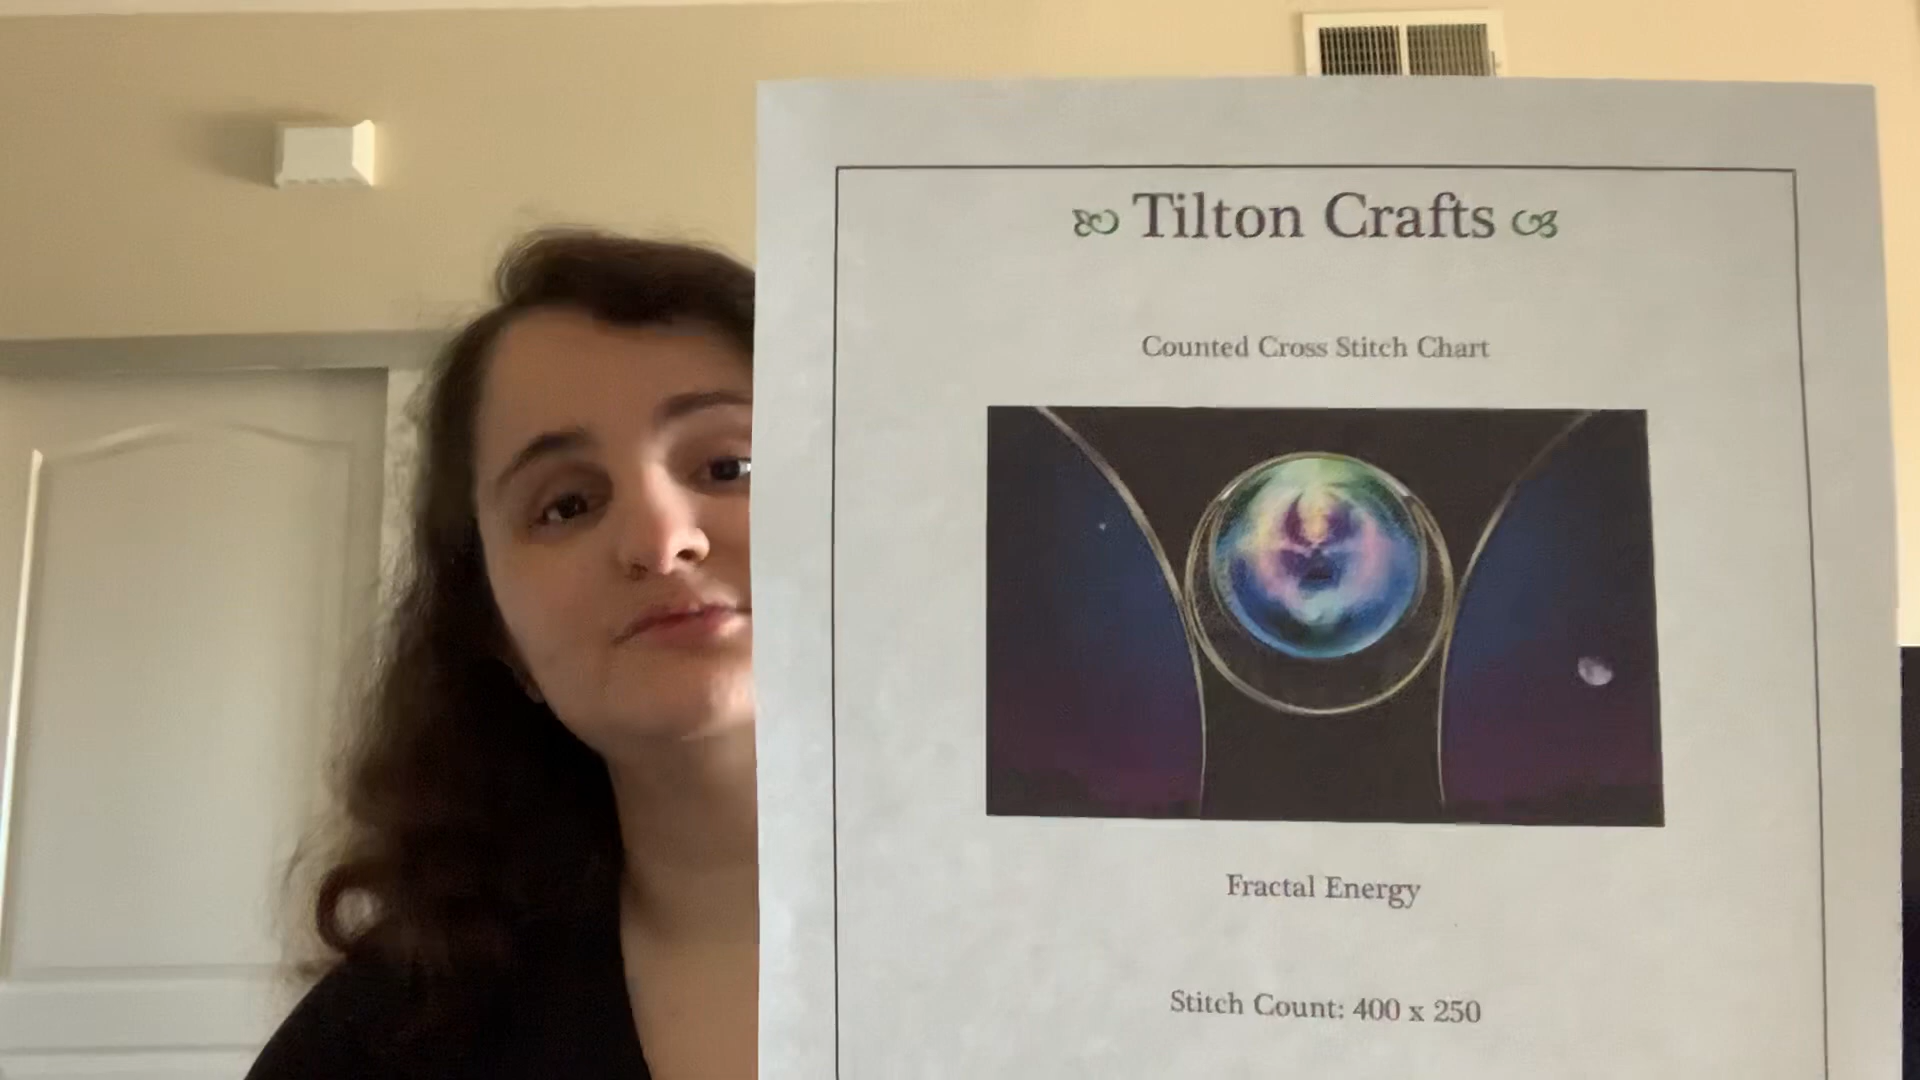 Tilton Crafts
Counted Cross Stitch Chart
Fractal Energy
Stitch Count: 400 x 250